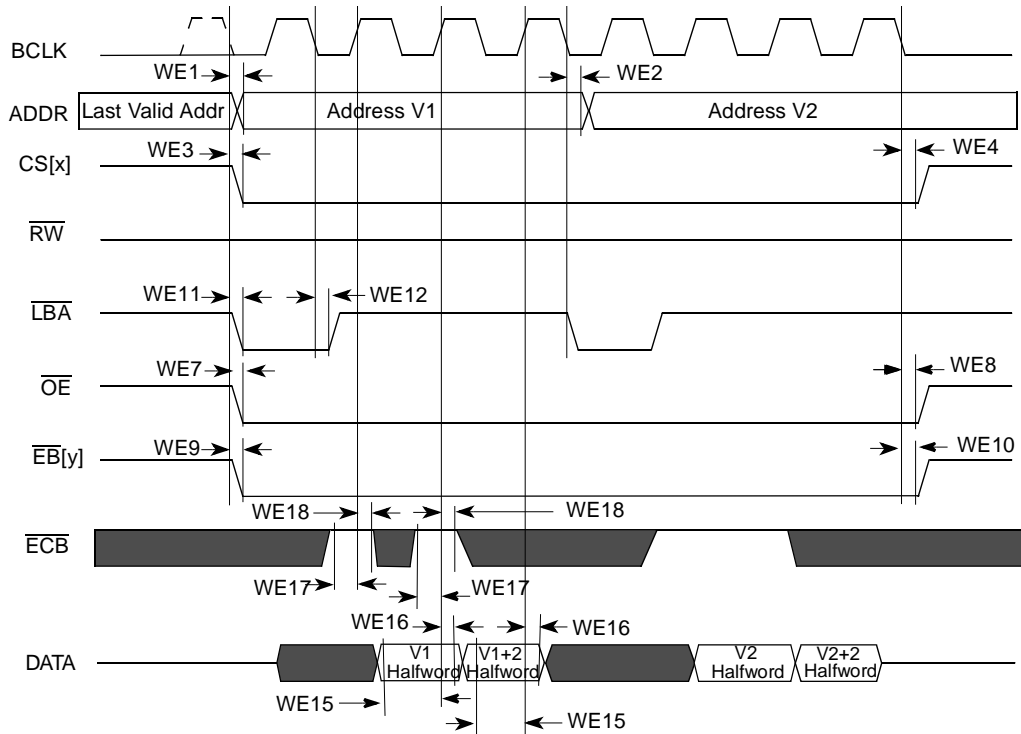 BCLK
WE1
WE2
ADDR
Last Valid Addr
Address V1
Address V2
WE3
WE4
CS[x]
RW
WE11
WE12
LBA
WE7
WE8
OE
WE9
WE10
EB[y]
WE18
WE18
ECB
WE17
WE17
WE16
WE16
DATA
V1
Halfword
V1+2
Halfword
V2
Halfword
V2+2
Halfword
WE15
WE15